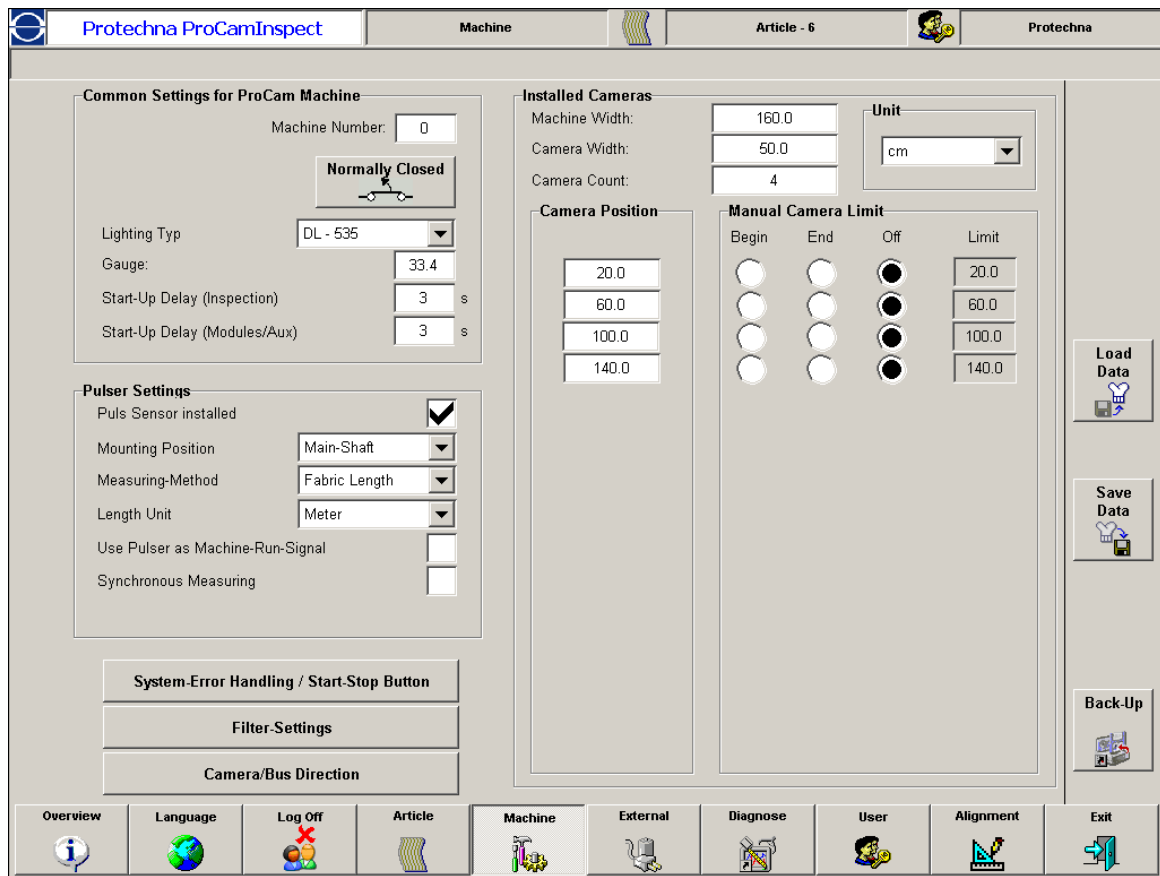 Protechna ProCamInspect
Machine
Article - 6
Protechna
Common Settings for ProCam Machine
Machine Number: 0
Normally Closed
Lighting Typ DL - 535
Gauge: 33.4
Start-Up Delay (Inspection) 3 s
Start-Up Delay (Modules/Aux) 3 s
Pulser Settings
Puls Sensor installed
Mounting Position Main-Shaft
Measuring-Method Fabric Length
Length Unit Meter
Use Pulser as Machine-Run-Signal
Synchronous Measuring
System-Error Handling / Start-Stop Button
Filter-Settings
Camera/Bus Direction
Installed Cameras
Machine Width: 160.0
Camera Width: 50.0
Camera Count: 4
Unit
cm
Camera Position
20.0
60.0
100.0
140.0
Manual Camera Limit
Begin End Off Limit
20.0
60.0
100.0
140.0
Load
Data
Save
Data
Back-Up
Overview Language Log Off Article Machine External Diagnose User Alignment Exit